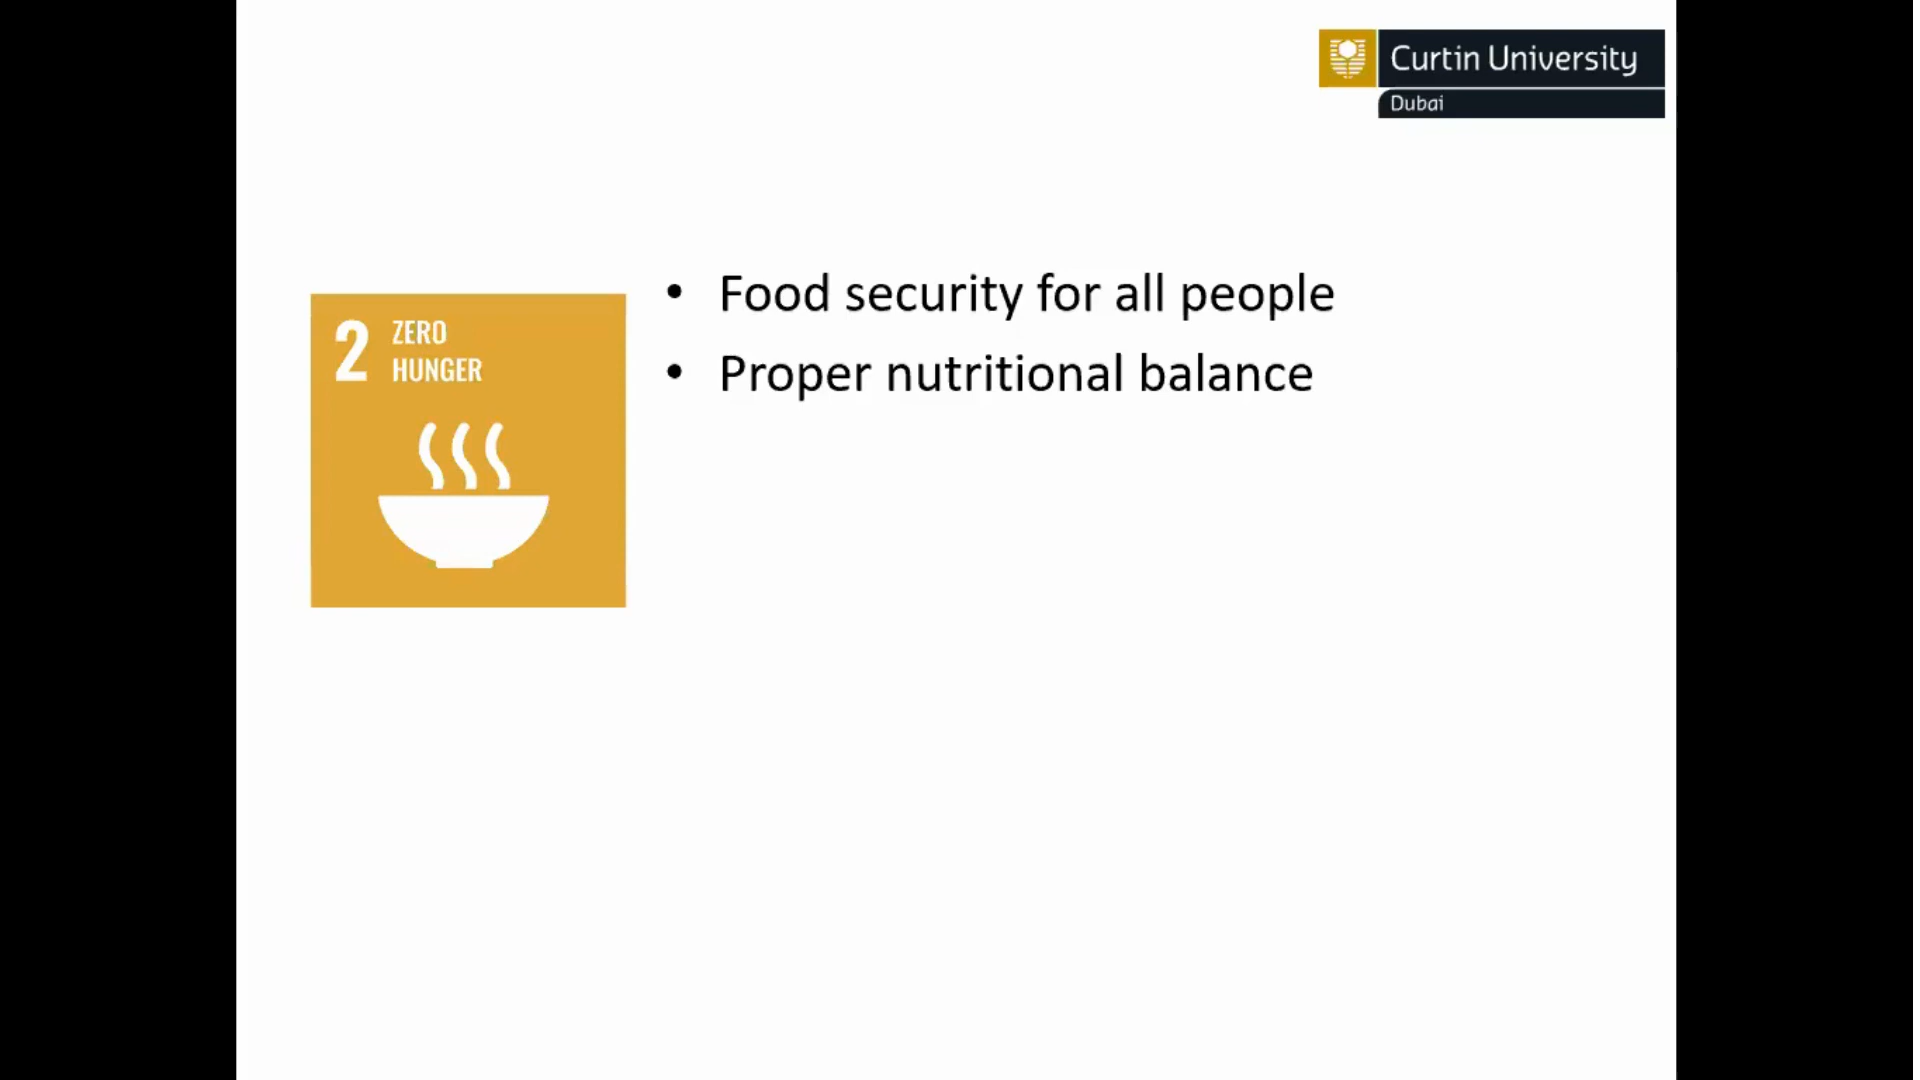 Curtin University
Dubai
2 ZERO
HUNGER
• Food security for all people
• Proper nutritional balance